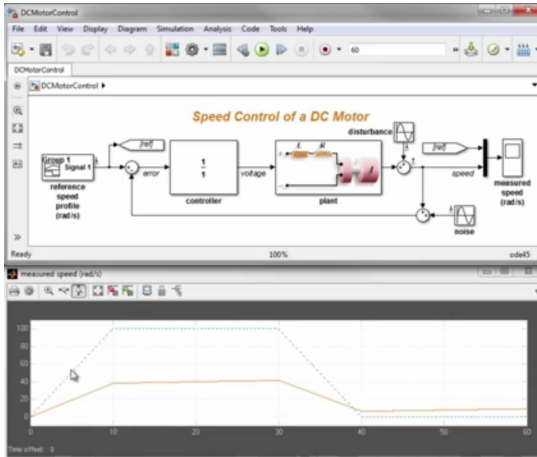 DCMotorControl
File Edit View Display Diagram Simulation Analysis Code Tools Help
60
DCMotorControl
DCMotorControl
Speed Control of a DC Motor
disturbance
[ref]
[ref]
Group 1
Signal 1
error
1
1
voltage
L R
J
speed
reference
speed
profile
(rad/s)
controller
plant
measured
speed
(rad/s)
noise
Ready 100% ode45
measured speed (rad/s)
100
80
60
40
20
0
0 10 20 30 40 50 60
Time offset: 0